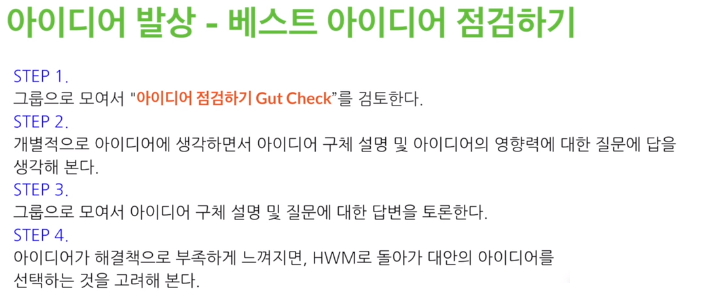 아이디어 발상 - 베스트 아이디어 점검하기
STEP 1.
그룹으로 모여서 "아이디어 점검하기 Gut Check”를 검토한다.
STEP 2.
개별적으로 아이디어에 생각하면서 아이디어 구체 설명 및 아이디어의 영향력에 대한 질문에 답을
생각해 본다.
STEP 3.
그룹으로 모여서 아이디어 구체 설명 및 질문에 대한 답변을 토론한다.
STEP 4.
아이디어가 해결책으로 부족하게 느껴지면, HWM로 돌아가 대안의 아이디어를
선택하는 것을 고려해 본다.